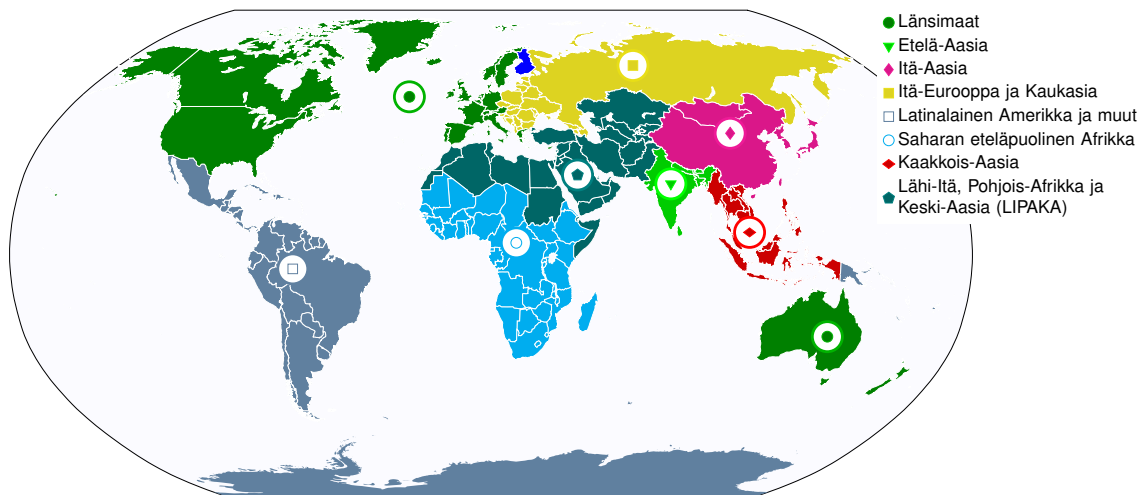 Länsimaat
Etelä-Aasia
Itä-Aasia
Itä-Eurooppa ja Kaukasia
Latinalainen Amerikka ja muut
Saharan eteläpuolinen Afrikka
Kaakkois-Aasia
Lähi-Itä, Pohjois-Afrikka ja
Keski-Aasia (LIPAKA)